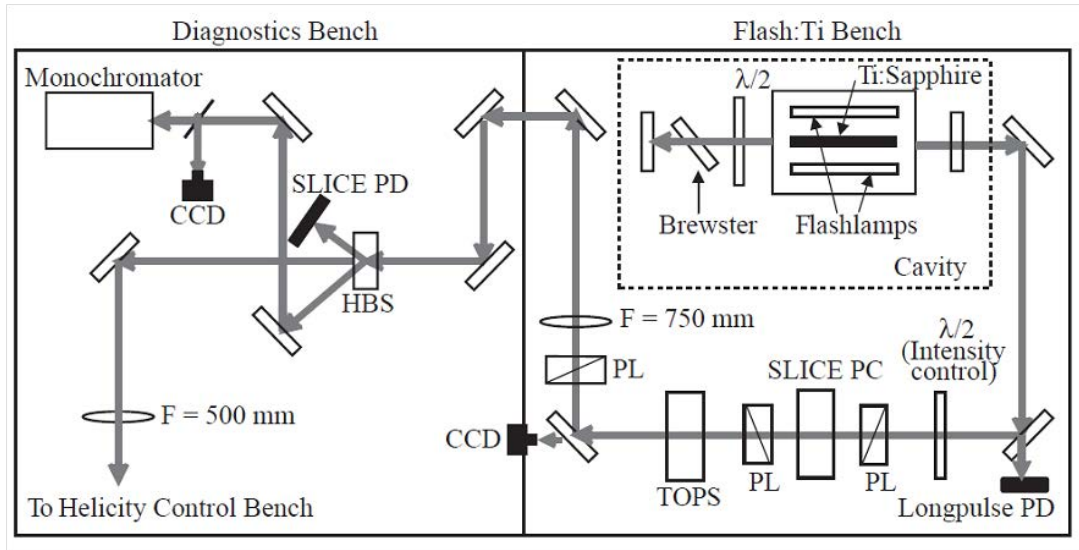 Diagnostics Bench
Flash:Ti Bench
Monochromator
λ/2
Ti:Sapphire
SLICE PD
CCD
Brewster
Flashlamps
Cavity
HBS
F = 750 mm
λ/2
(Intensity
control)
PL
SLICE PC
F = 500 mm
CCD
TOPS
PL
PL
Longpulse PD
To Helicity Control Bench